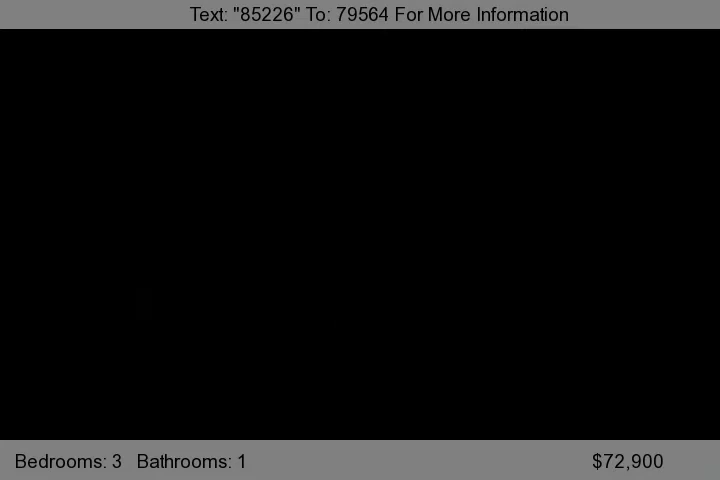 Text: "85226" To: 79564 For More Information
Bedrooms: 3 Bathrooms: 1 $72,900